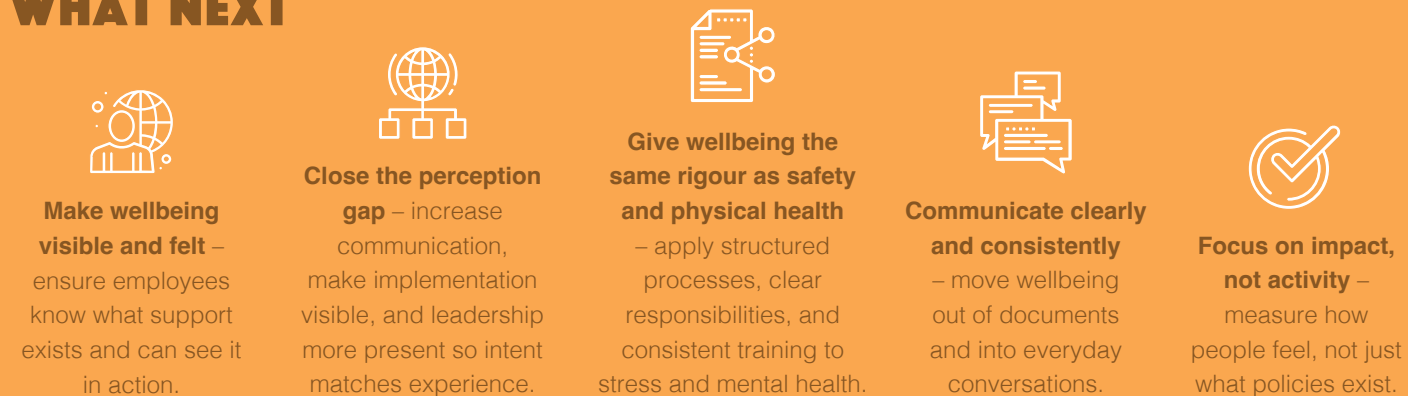 WHAT NEXT
Make wellbeing
visible and felt –
ensure employees
know what support
exists and can see it
in action.
Close the perception
gap – increase
communication,
make implementation
visible, and leadership
more present so intent
matches experience.
Give wellbeing the
same rigour as safety
and physical health
– apply structured
processes, clear
responsibilities, and
consistent training to
stress and mental health.
Communicate clearly
and consistently
– move wellbeing
out of documents
and into everyday
conversations.
Focus on impact,
not activity –
measure how
people feel, not just
what policies exist.